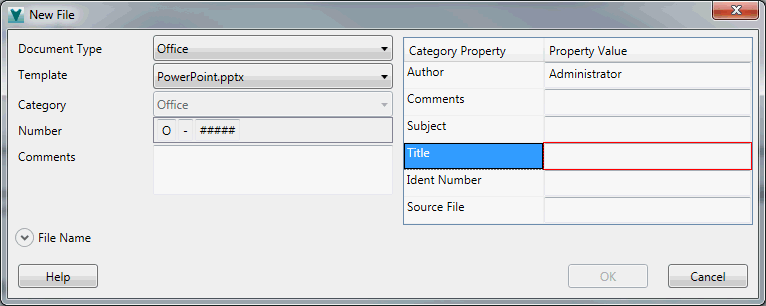 New File
Document Type Office
Template PowerPoint.pptx
Category Office
Number O - #####
Comments
Category Property Property Value
Author Administrator
Comments
Subject
Title
Ident Number
Source File
File Name
Help OK Cancel